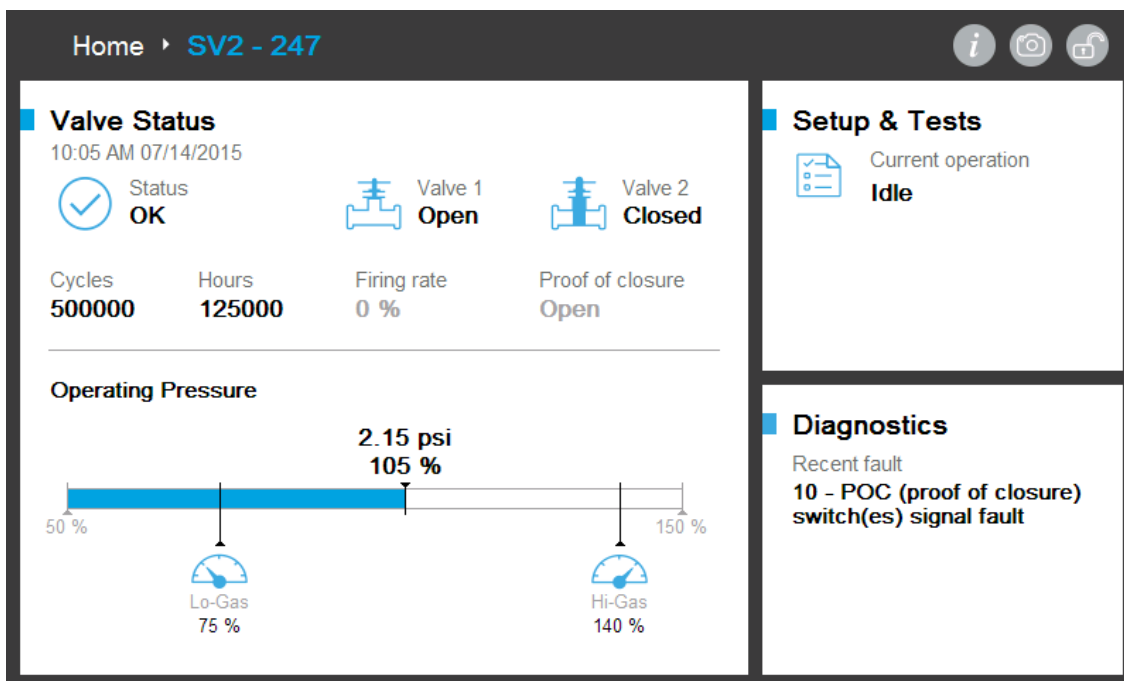 Home ‣ SV2 - 247
Valve Status
10:05 AM 07/14/2015
Status
OK
Valve 1
Open
Valve 2
Closed
Cycles
500000
Hours
125000
Firing rate
0 %
Proof of closure
Open
Operating Pressure
2.15 psi
105 %
50 %
150 %
Lo-Gas
75 %
Hi-Gas
140 %
Setup & Tests
Current operation
Idle
Diagnostics
Recent fault
10 - POC (proof of closure)
switch(es) signal fault